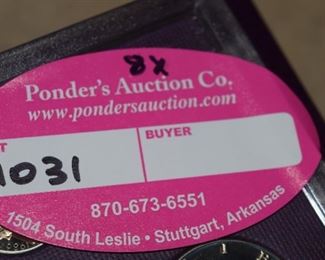 8x
Ponder's Auction Co.
www.pondersauction.com
T BUYER
1031
870-673-6551
1504 South Leslie • Stuttgart, Arkansas